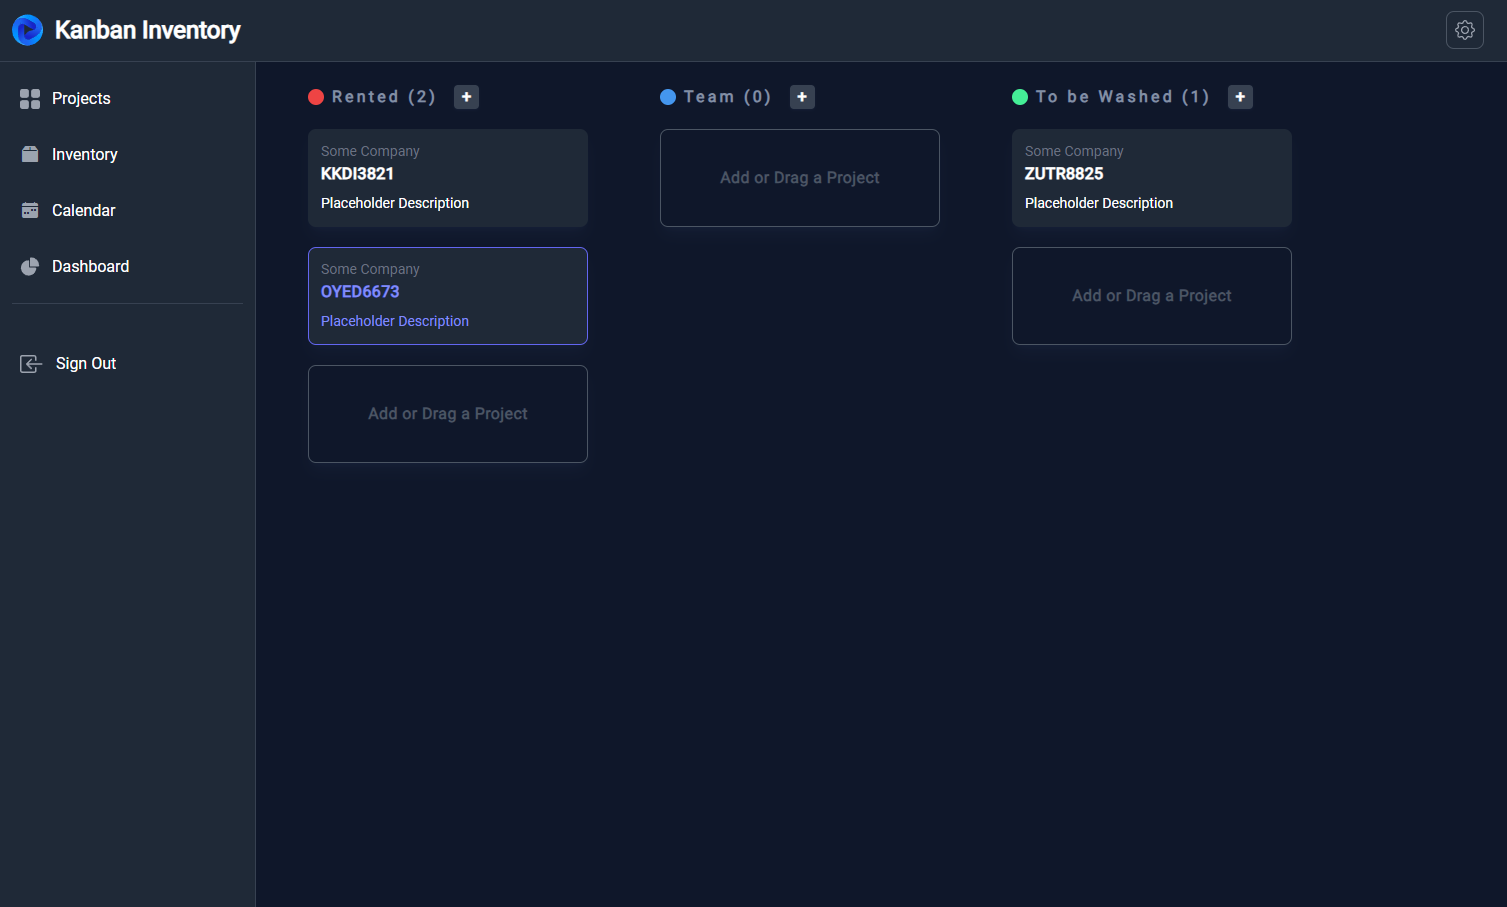 Kanban Inventory
Projects
Inventory
Calendar
Dashboard
Sign Out
Rented (2)
Some Company
KKDI3821
Placeholder Description
Some Company
OYED6673
Placeholder Description
Add or Drag a Project
Team (0)
Add or Drag a Project
To be Washed (1)
Some Company
ZUTR8825
Placeholder Description
Add or Drag a Project